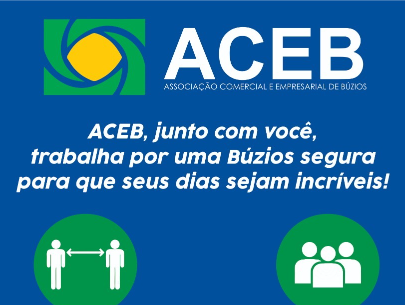 ACEB
ASSOCIAÇÃO COMERCIAL E EMPRESARIAL DE BÚZIOS
ACEB, junto com você,
trabalha por uma Búzios segura
para que seus dias sejam incríveis!